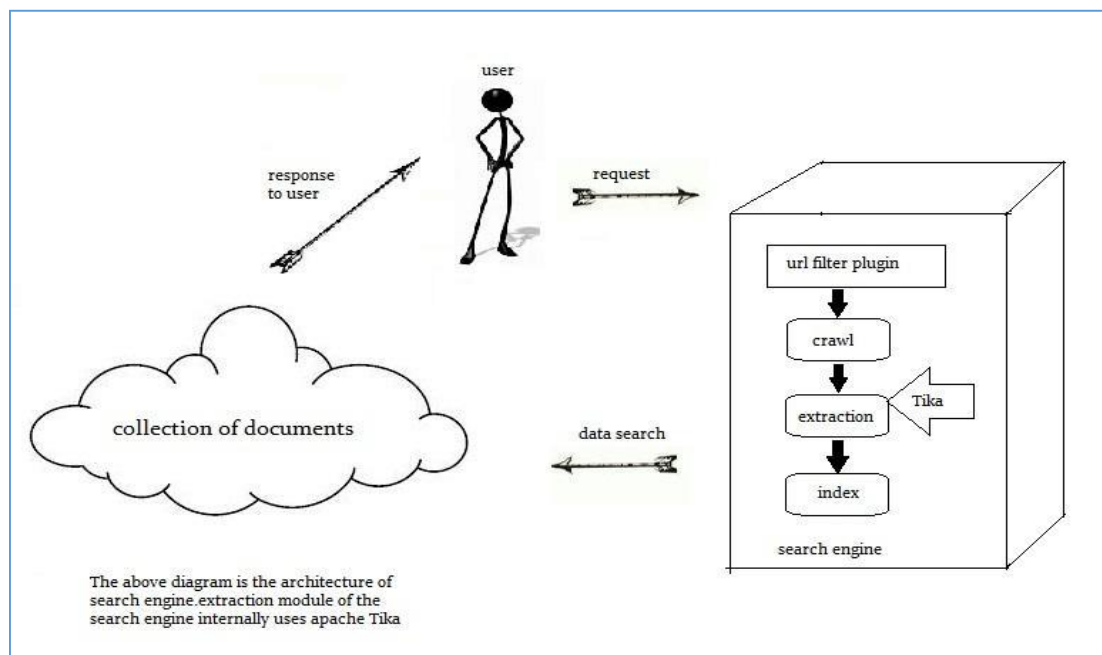 user
response
to user
request
url filter plugin
crawl
extraction
Tika
index
search engine
collection of documents
data search
The above diagram is the architecture of
search engine.extraction module of the
search engine internally uses apache Tika